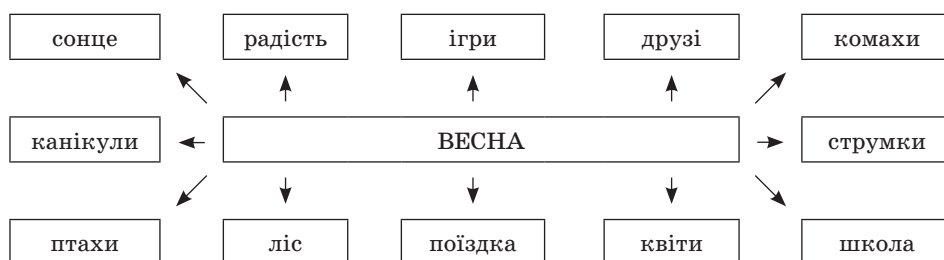 сонце
радість
ігри
друзі
комахи
канікули
ВЕСНА
струмки
птахи
ліс
поїздка
квіти
школа